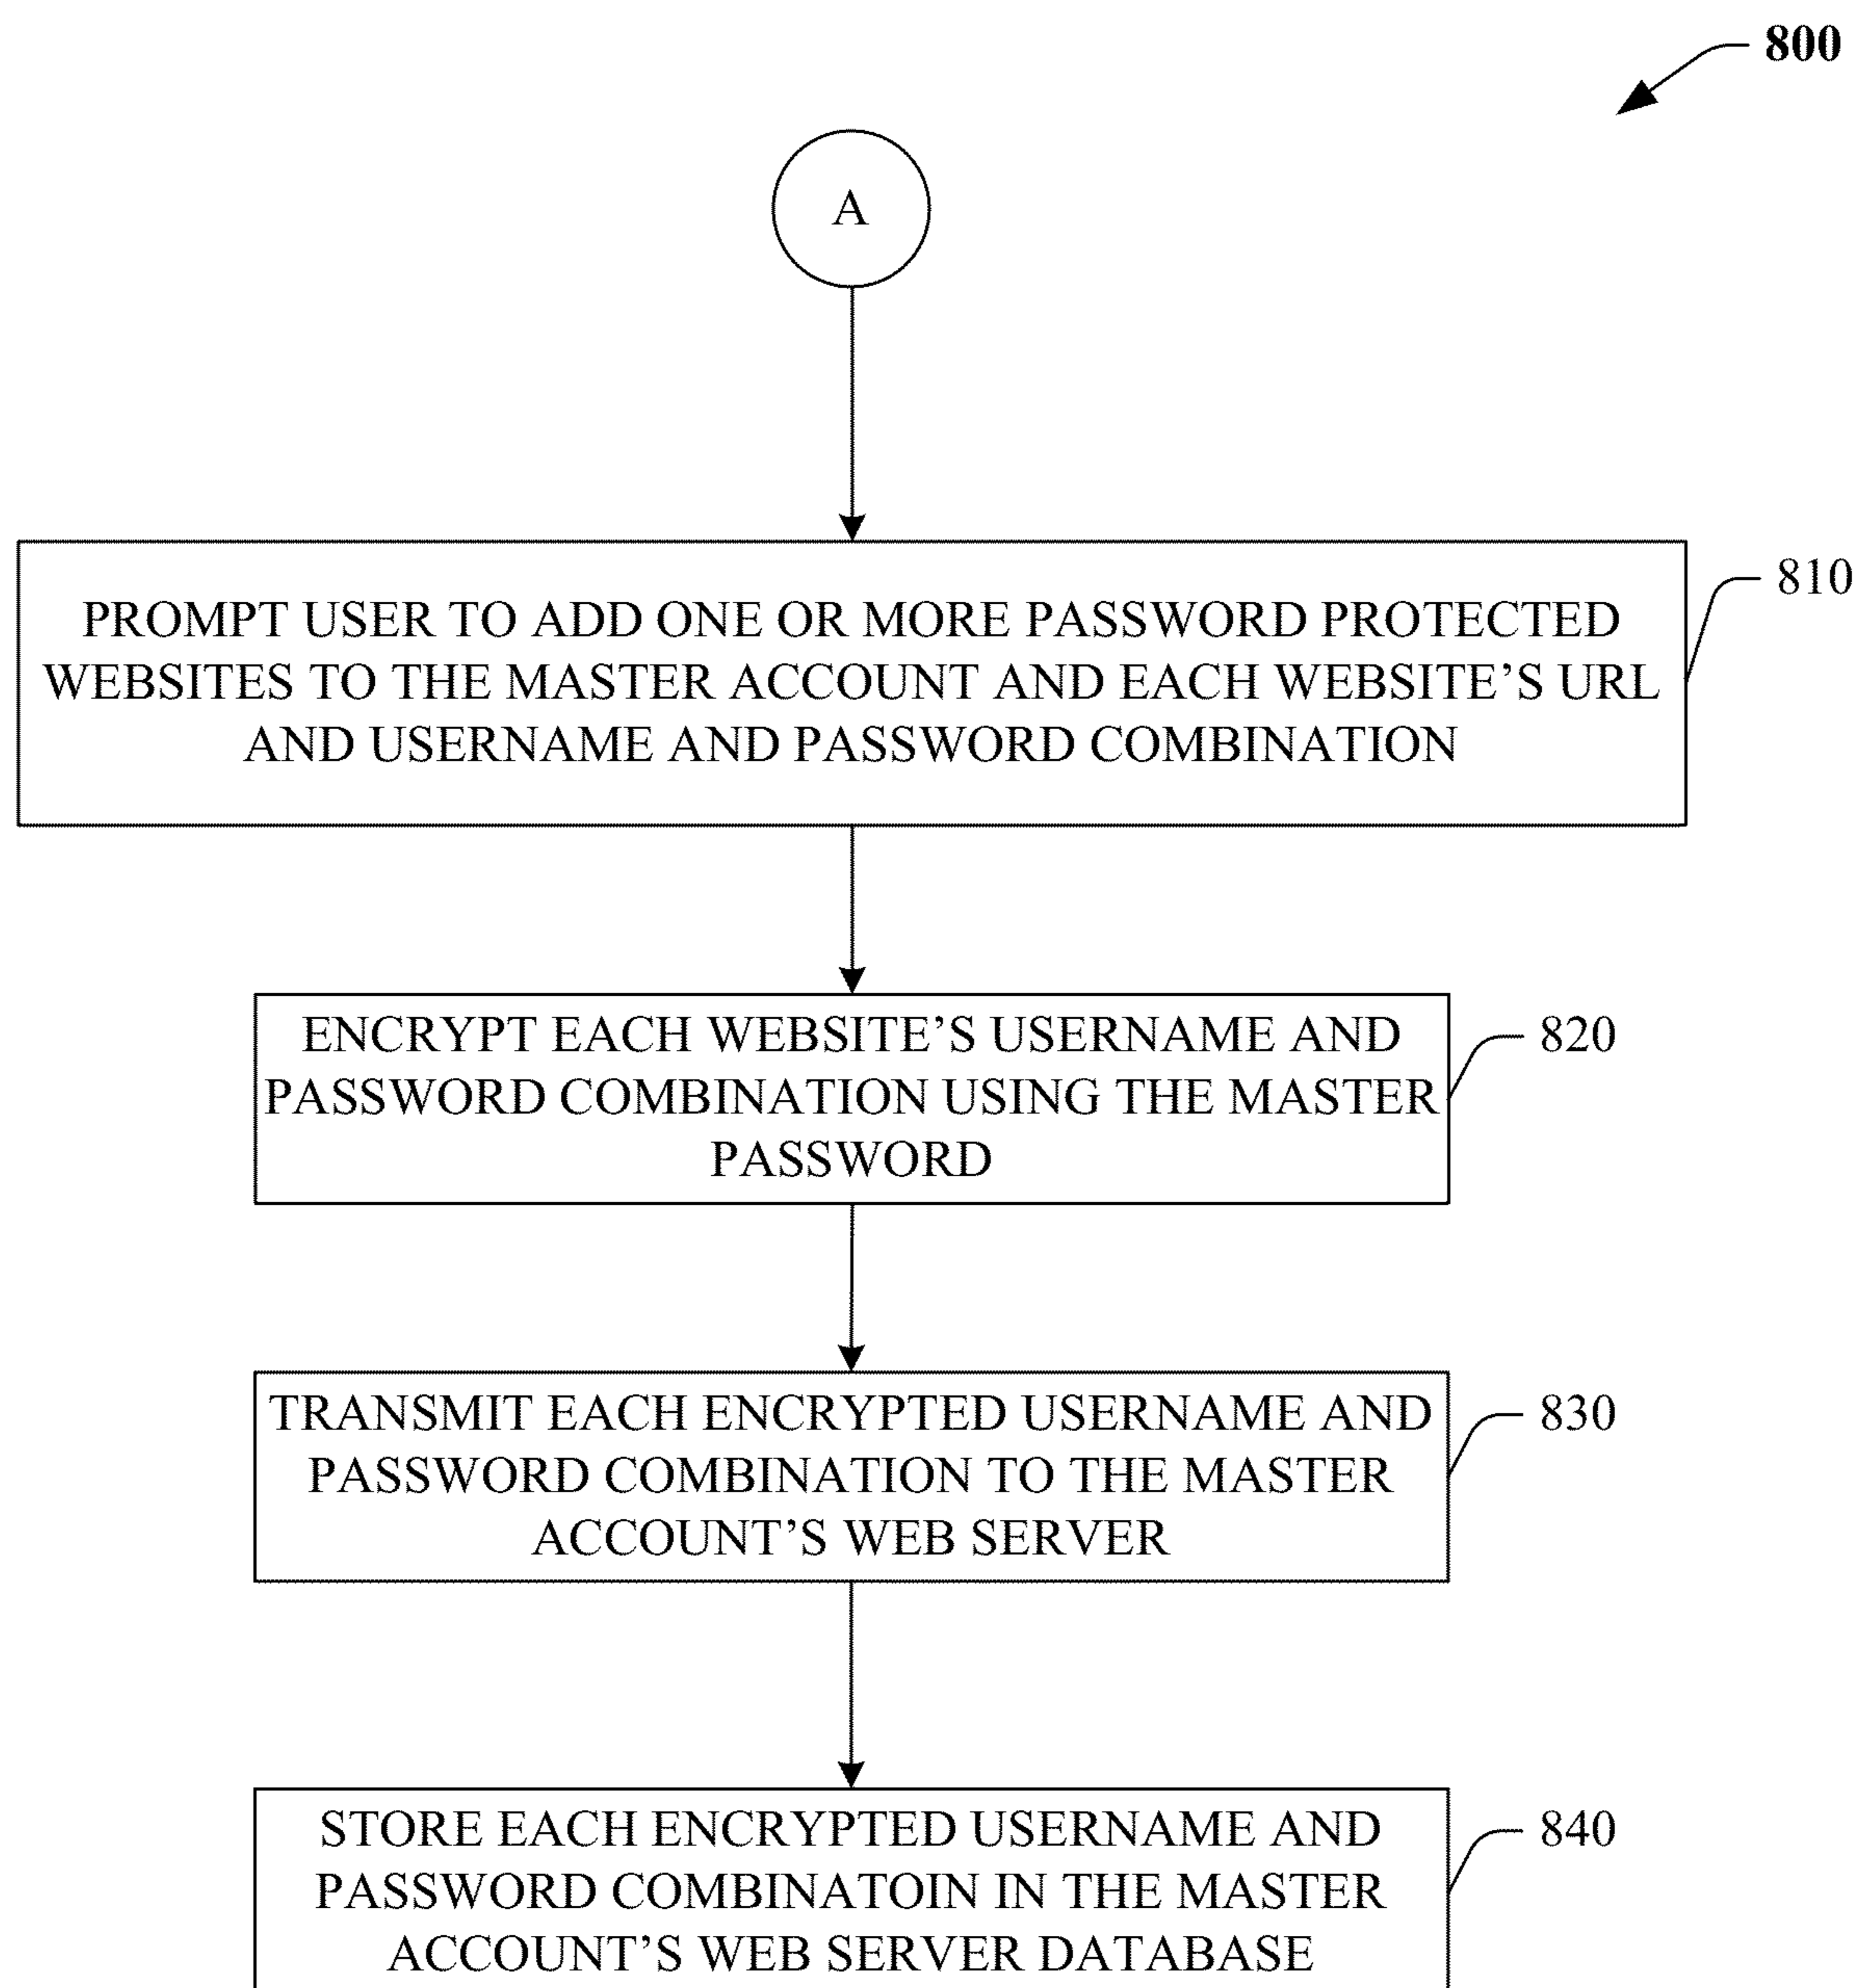 800
A
PROMPT USER TO ADD ONE OR MORE PASSWORD PROTECTED
WEBSITES TO THE MASTER ACCOUNT AND EACH WEBSITE'S URL
AND USERNAME AND PASSWORD COMBINATION
810
ENCRYPT EACH WEBSITE'S USERNAME AND
PASSWORD COMBINATION USING THE MASTER
PASSWORD
820
TRANSMIT EACH ENCRYPTED USERNAME AND
PASSWORD COMBINATION TO THE MASTER
ACCOUNT'S WEB SERVER
830
STORE EACH ENCRYPTED USERNAME AND
PASSWORD COMBINATOIN IN THE MASTER
ACCOUNT'S WEB SERVER DATABASE
840